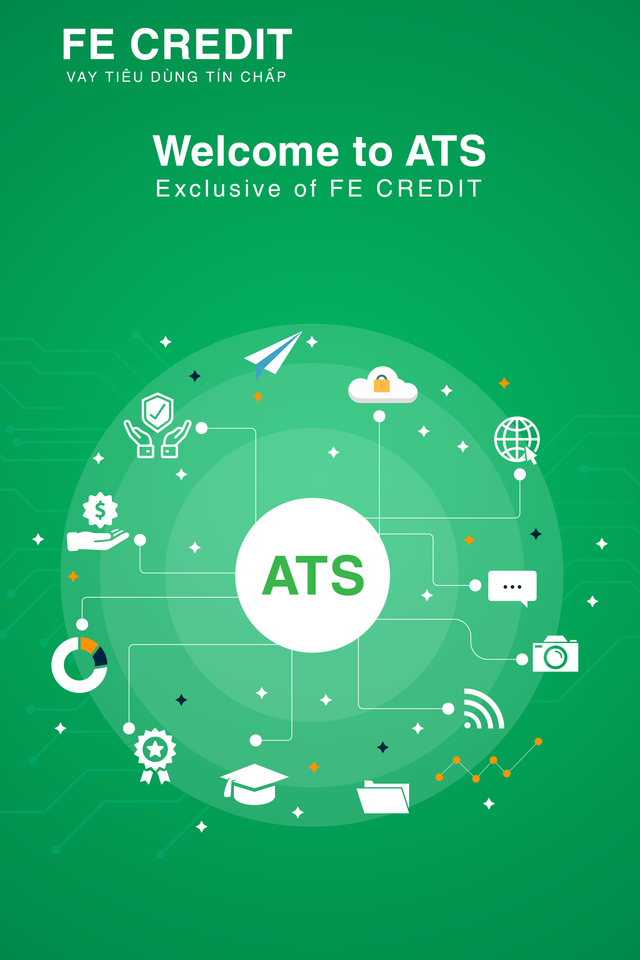 FE CREDIT
VAY TIÊU DÙNG TÍN CHẤP
Welcome to ATS
Exclusive of FE CREDIT
$
ATS